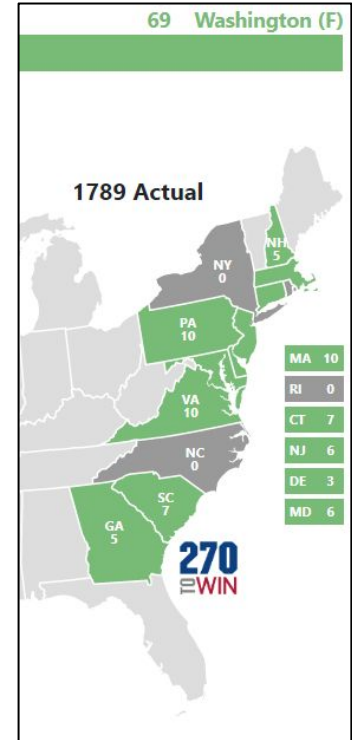 69 Washington (F)
1789 Actual
NH
5
NY
0
PA
10
MA 10
RI 0
VA
10
CT 7
NJ 6
NC
0
DE 3
SC
7
MD 6
GA
5
270
TO WIN